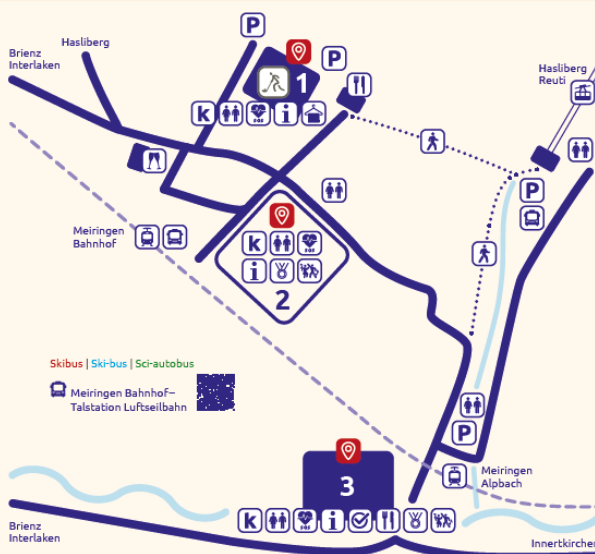 P
Hasliberg
Brienz
Interlaken
P
1
Hasliberg
Reuti
k
i
P
Meiringen
Bahnhof
k
i
2
Skibus | Ski-bus | Sci-autobus
Meiringen Bahnhof–
Talstation Luftseilbahn
P
3
Meiringen
Alpbach
k
i
Brienz
Interlaken
Innertkirchen